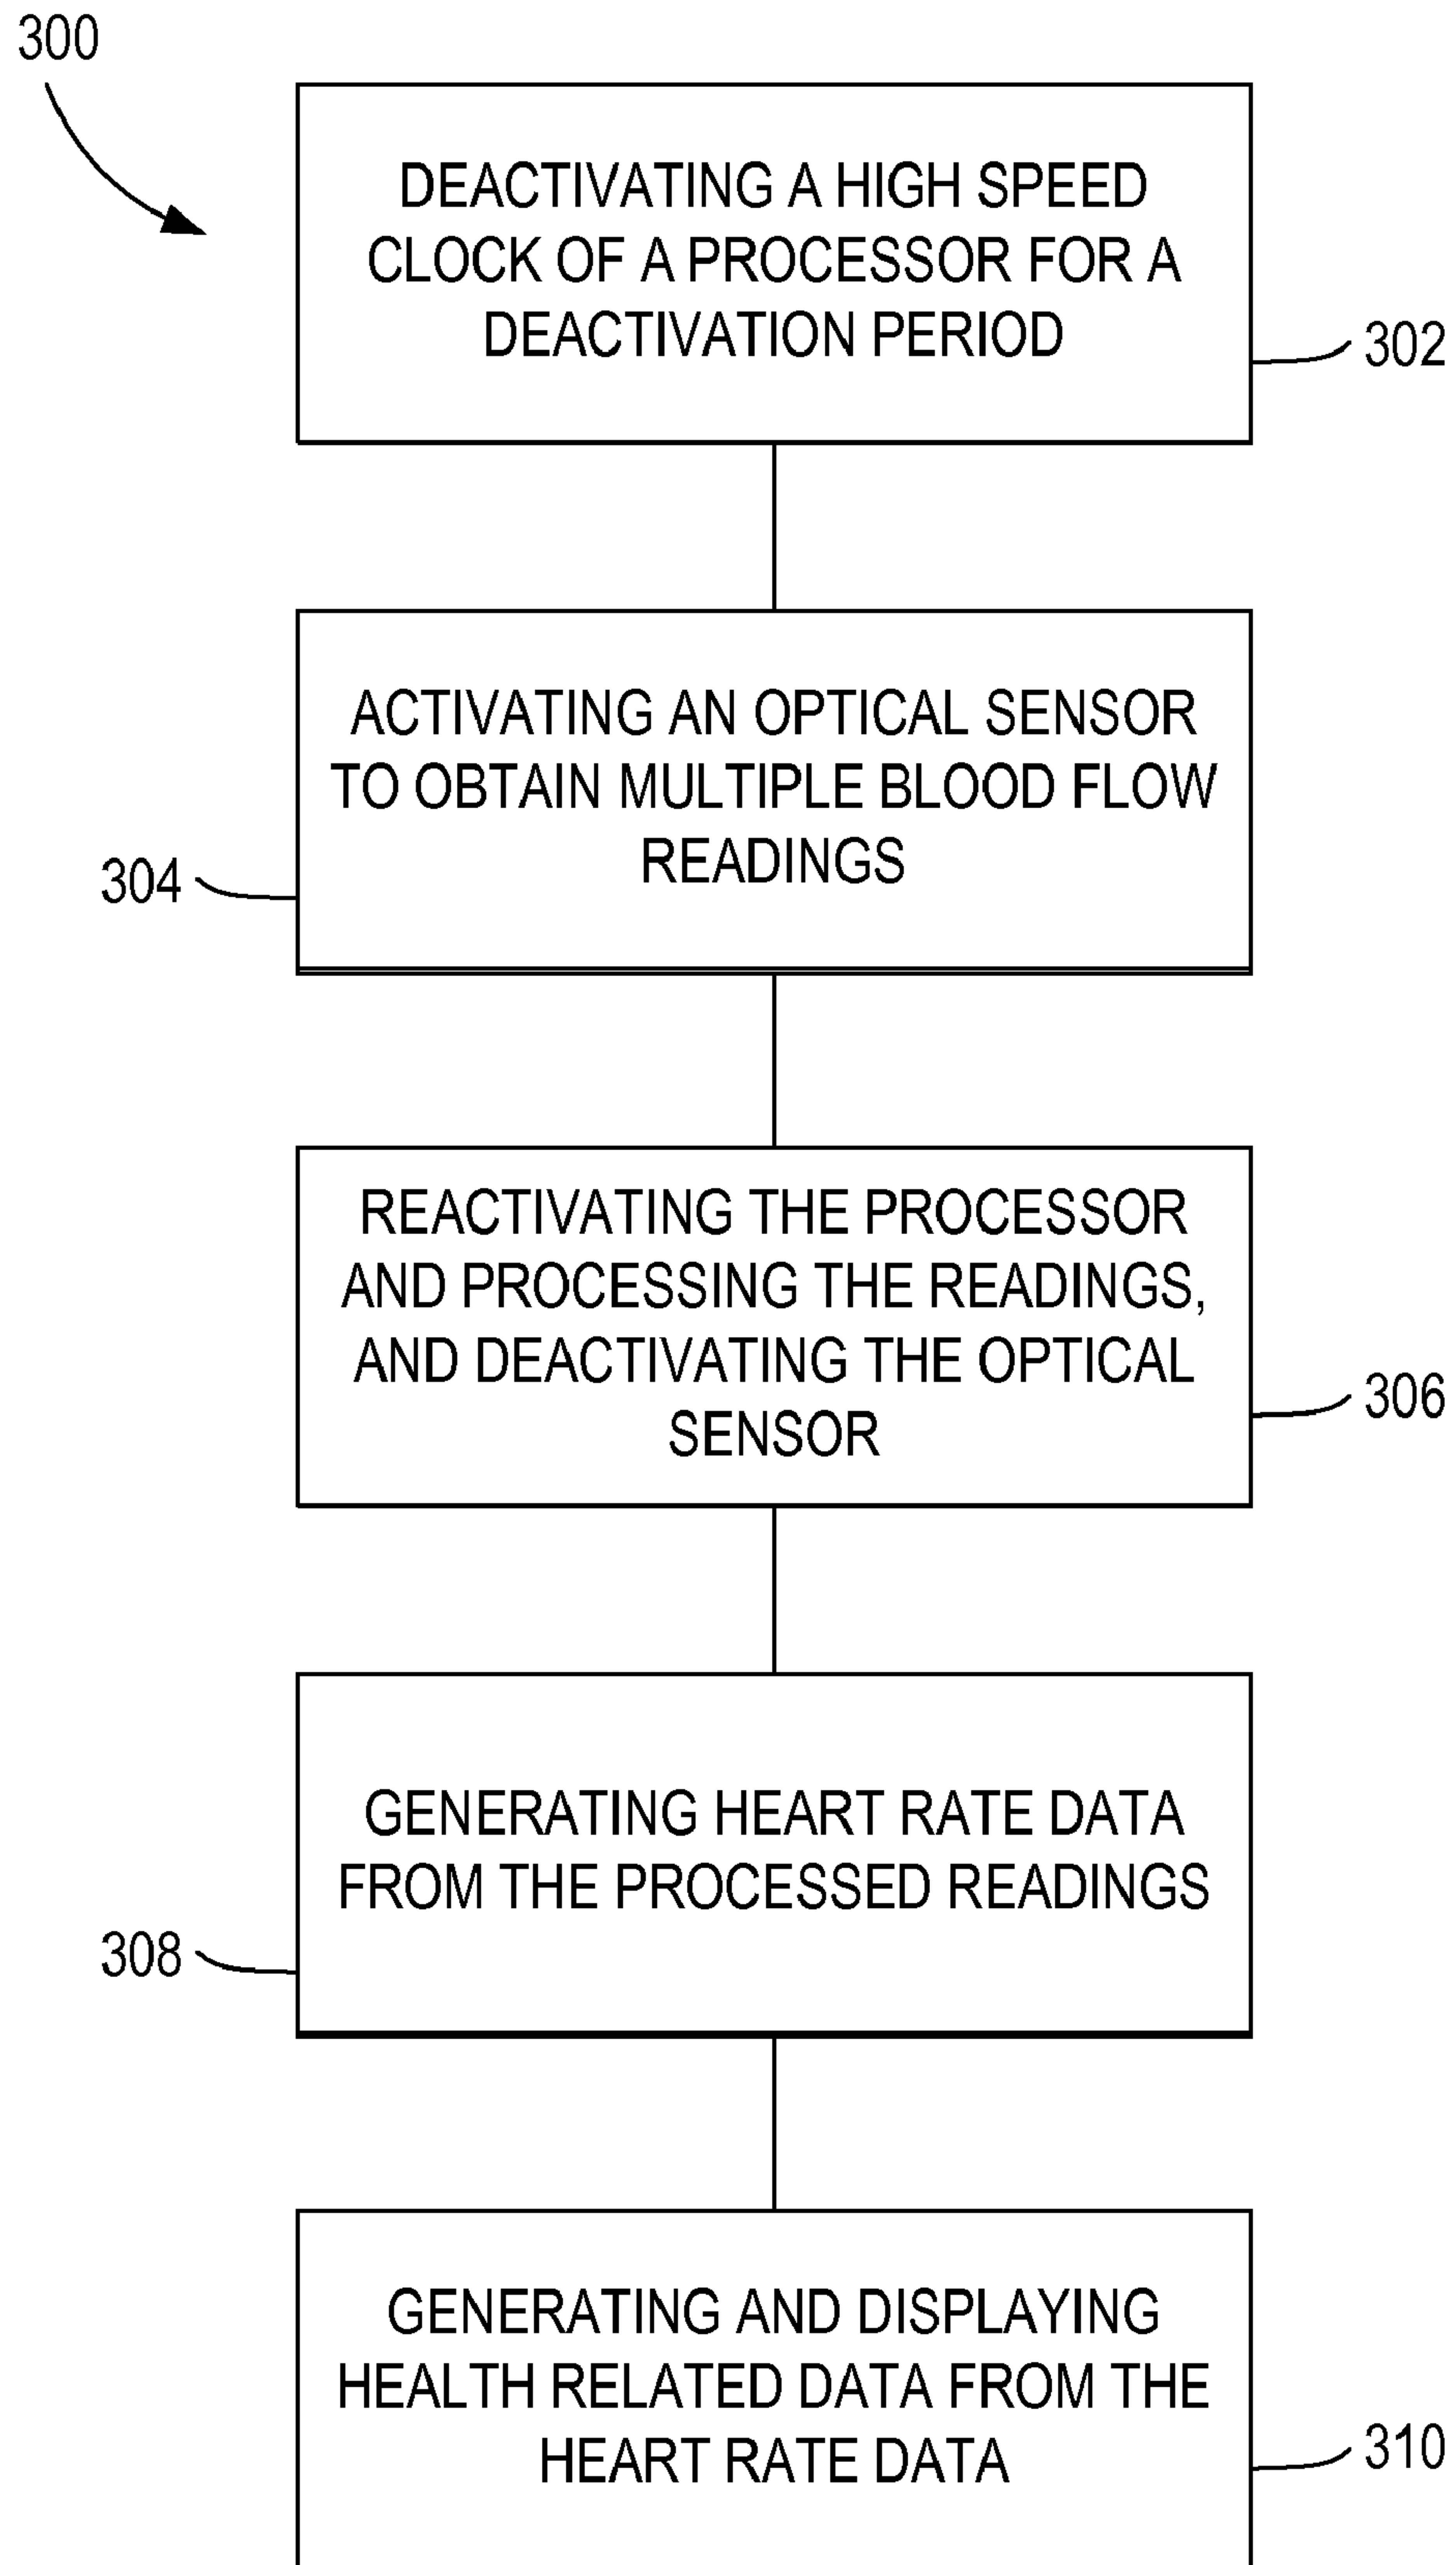 300
DEACTIVATING A HIGH SPEED
CLOCK OF A PROCESSOR FOR A
DEACTIVATION PERIOD
302
ACTIVATING AN OPTICAL SENSOR
TO OBTAIN MULTIPLE BLOOD FLOW
READINGS
304
REACTIVATING THE PROCESSOR
AND PROCESSING THE READINGS,
AND DEACTIVATING THE OPTICAL
SENSOR
306
GENERATING HEART RATE DATA
FROM THE PROCESSED READINGS
308
GENERATING AND DISPLAYING
HEALTH RELATED DATA FROM THE
HEART RATE DATA
310